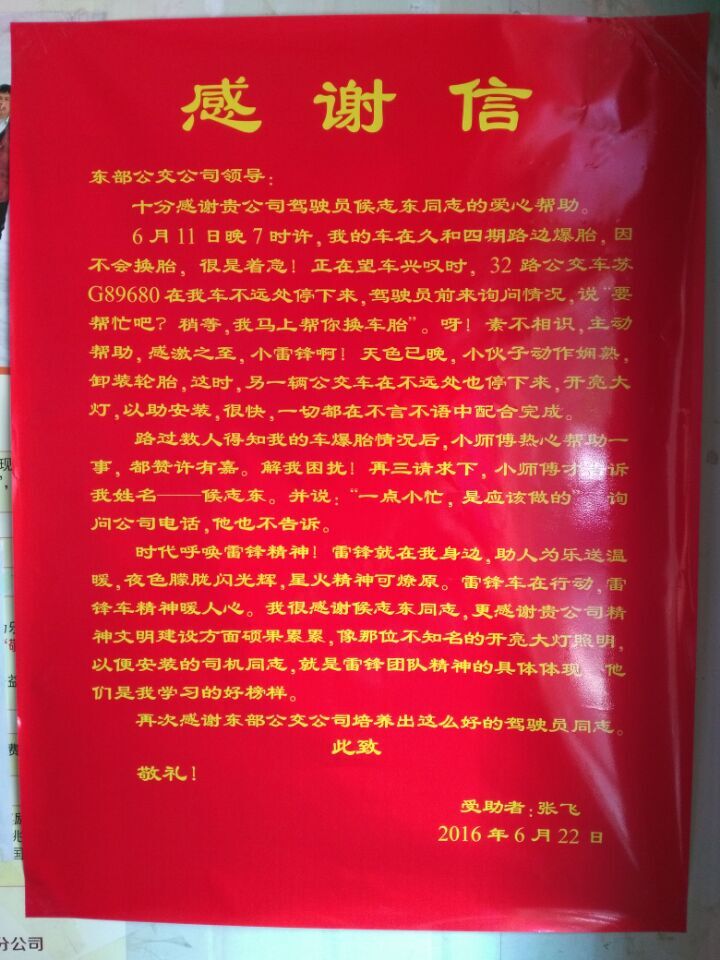 感谢信
东部公交公司领导：
十分感谢贵公司驾驶员候志东同志的爱心帮助。
6月11日晚7时许，我的车在久和四期路边爆胎，因
不会换胎，很是着急！正在望车兴叹时，32路公交车苏
G89680在我车不远处停下来，驾驶员前来询问情况，说“要
帮忙吧？稍等，我马上帮你换车胎”。呀！素不相识，主动
帮助，感激之至，小雷锋啊！天色已晚，小伙子动作娴熟，
卸装轮胎，这时，另一辆公交车在不远处也停下来，开亮大
灯，以助安装，很快，一切都在不言不语中配合完成。
路过数人得知我的车爆胎情况后，小师傅热心帮助一
事，都赞许有嘉。解我困扰！再三请求下，小师傅才告诉
我姓名——候志东。并说：“一点小忙，是应该做的” 询
问公司电话，他也不告诉。
时代呼唤雷锋精神！雷锋就在我身边，助人为乐送温
暖，夜色朦胧闪光辉，星火精神可燎原。雷锋车在行动，雷
锋车精神暖人心。我很感谢候志东同志，更感谢贵公司精
神文明建设方面硕果累累，像那位不知名的开亮大灯照明，
以便安装的司机同志，就是雷锋团队精神的具体体现 他
们是我学习的好榜样。
再次感谢东部公交公司培养出这么好的驾驶员同志。
此致
敬礼！
受助者：张飞
2016年6月22日
现
益
费
分公司